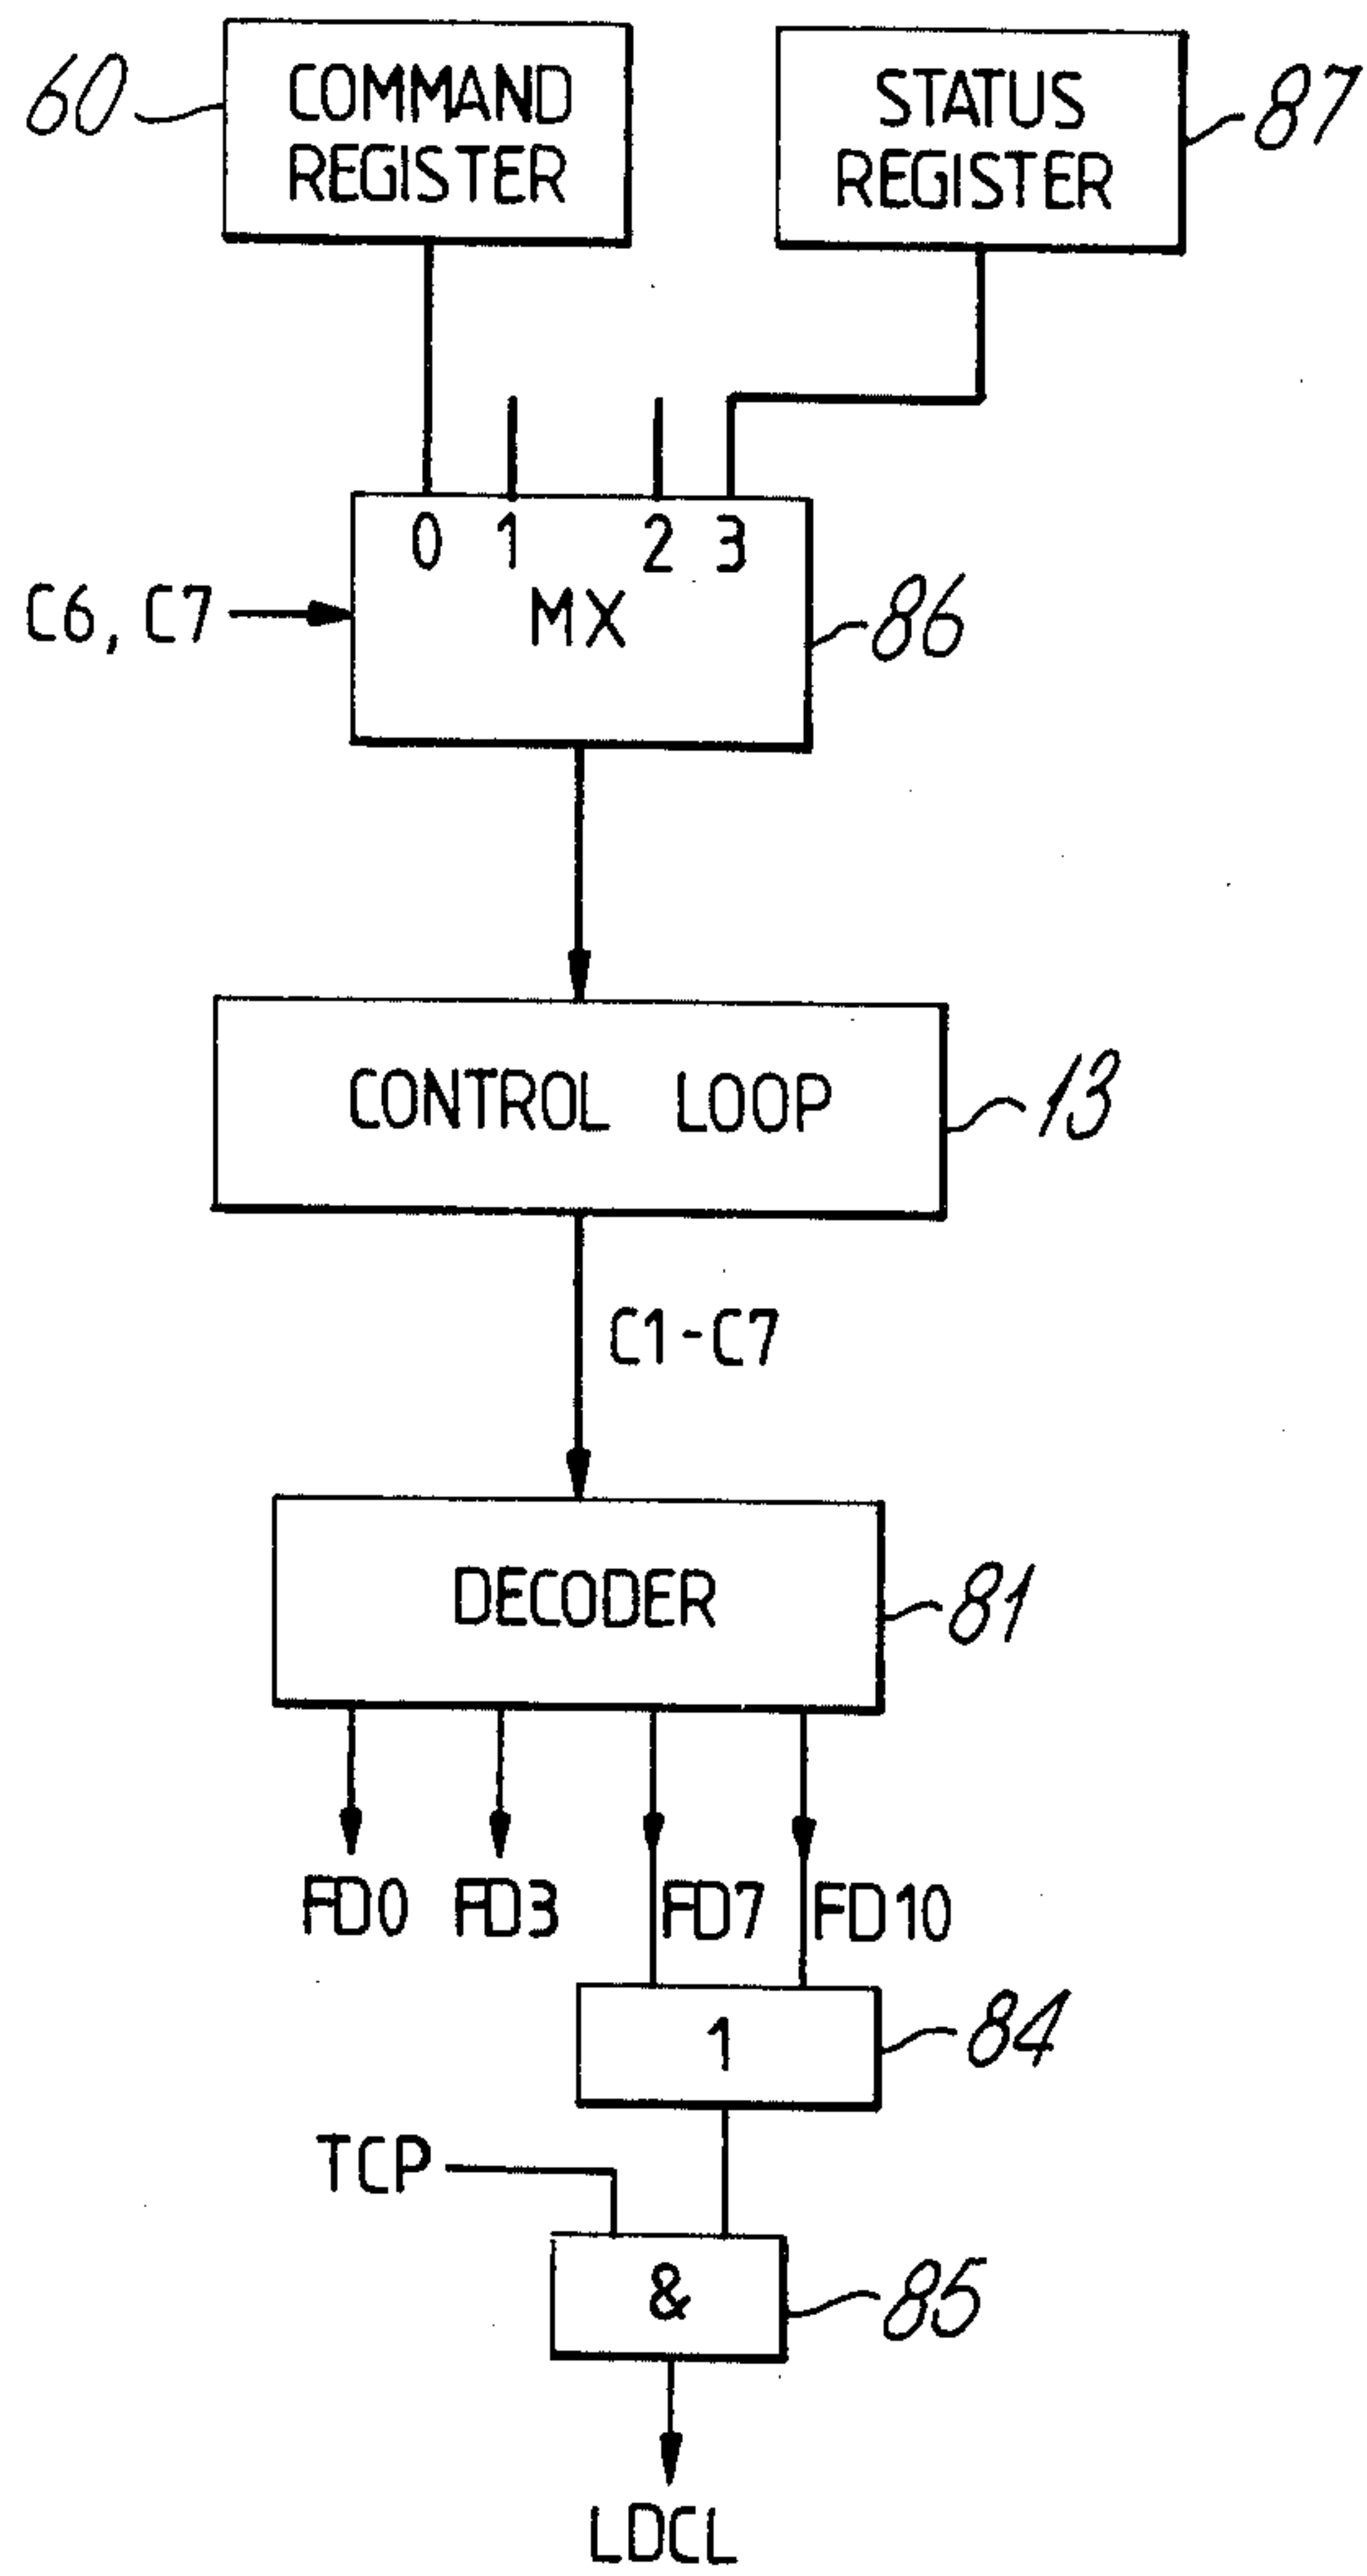 60
COMMAND
REGISTER
STATUS
REGISTER
87
0 1 2 3
MX
C6, C7
86
CONTROL LOOP
13
C1-C7
DECODER
81
FD0 FD3 FD7 FD10
1
84
TCP
&
85
LDCL